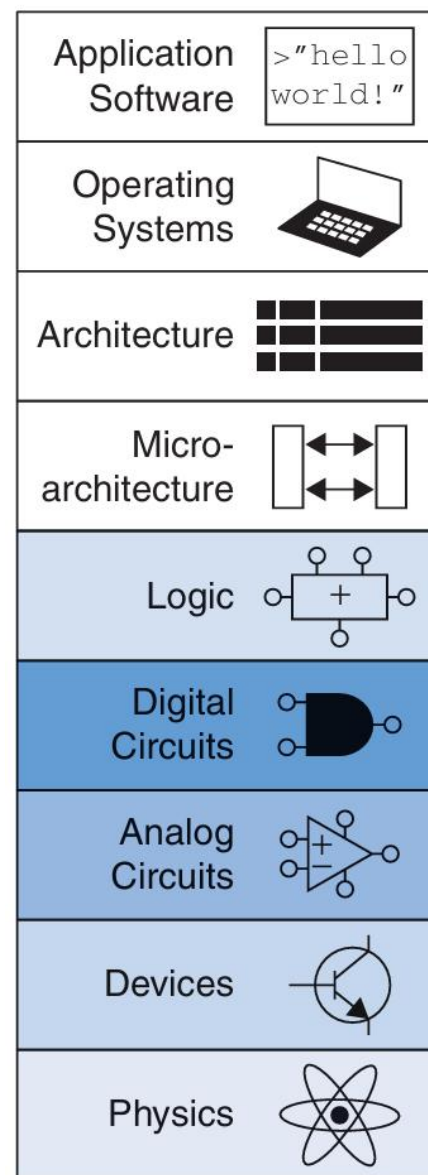 Application
Software
>"hello
world!"
Operating
Systems
Architecture
Micro-
architecture
Logic
+
Digital
Circuits
Analog
Circuits
+
−
Devices
Physics